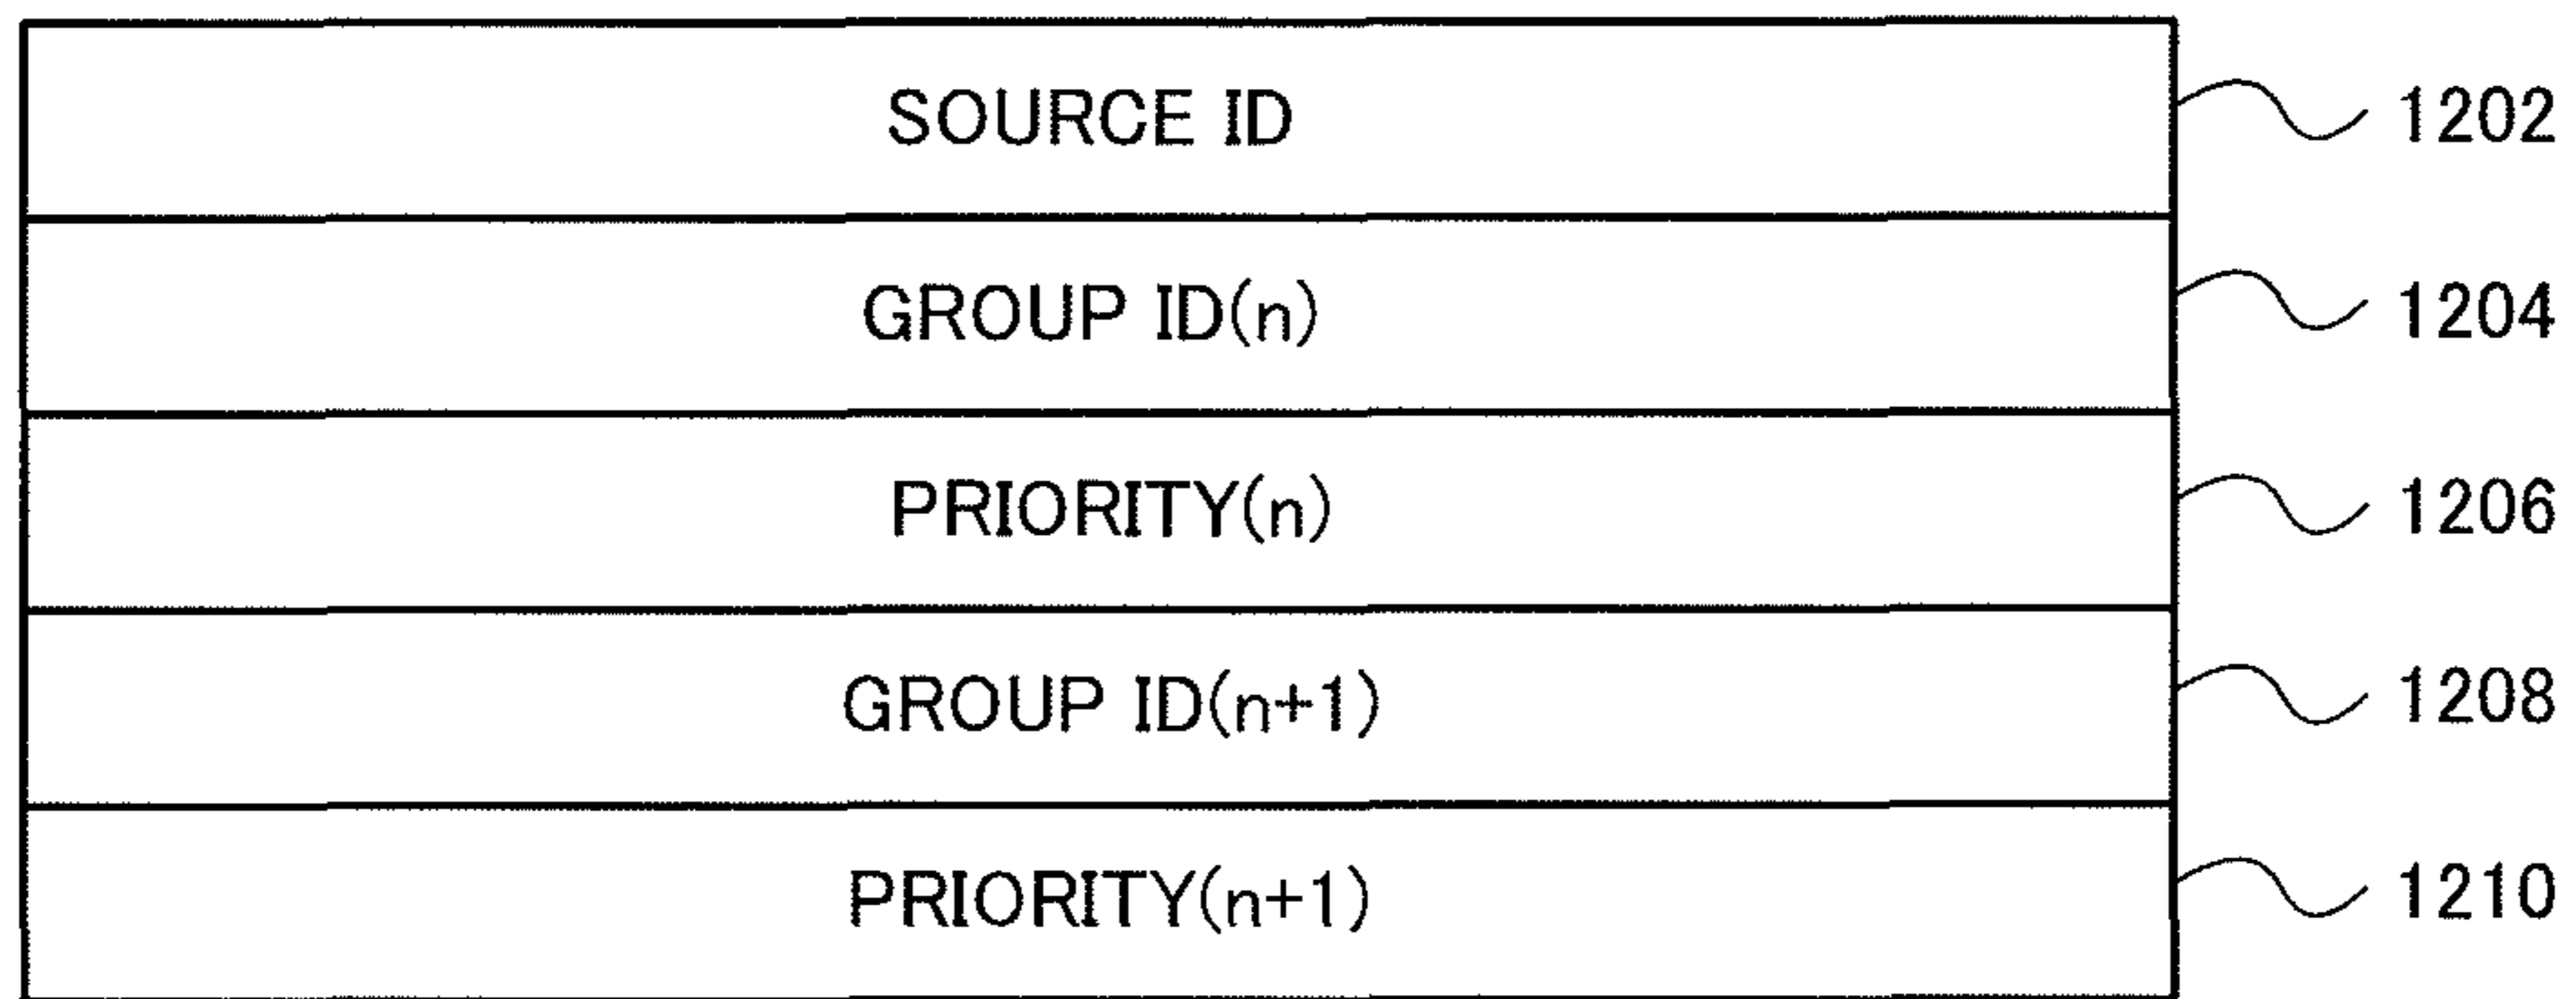 SOURCE ID 1202
GROUP ID(n) 1204
PRIORITY(n) 1206
GROUP ID(n+1) 1208
PRIORITY(n+1) 1210